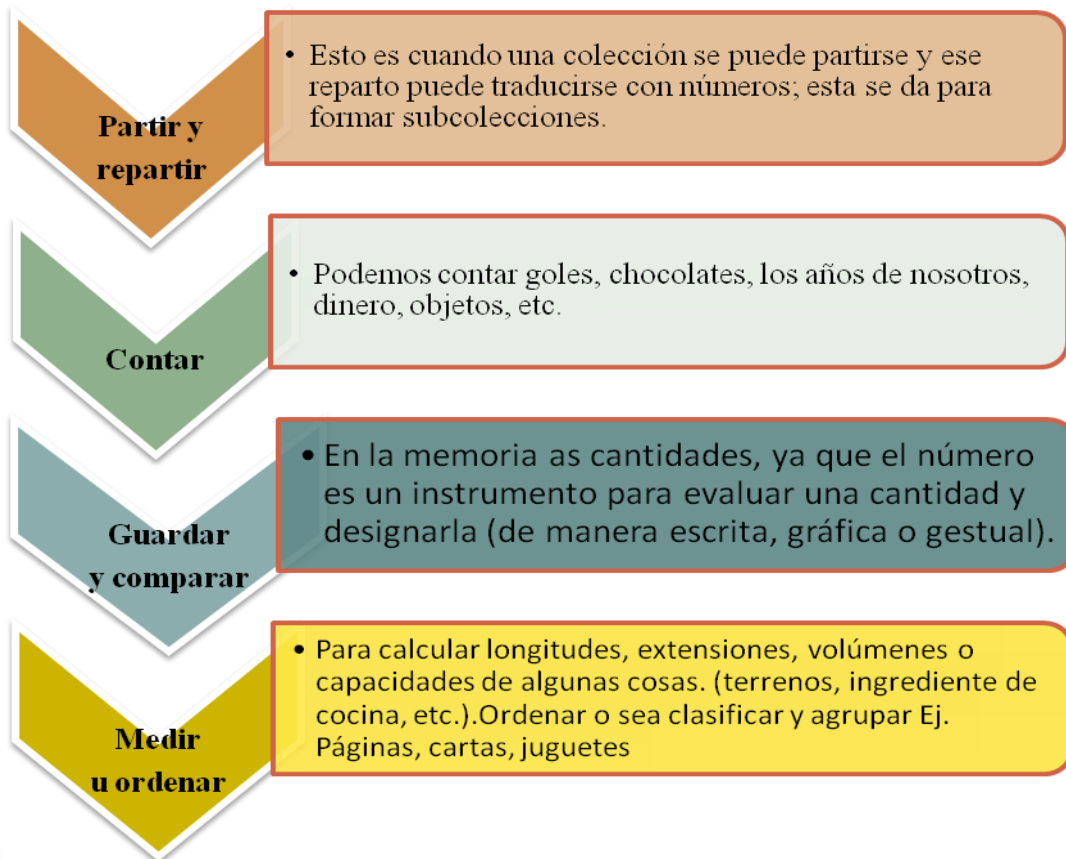 Partir y
repartir
• Esto es cuando una colección se puede partirse y ese
reparto puede traducirse con números; esta se da para
formar subcolecciones.
Contar
• Podemos contar goles, chocolates, los años de nosotros,
dinero, objetos, etc.
Guardar
y comparar
• En la memoria as cantidades, ya que el número
es un instrumento para evaluar una cantidad y
designarla (de manera escrita, gráfica o gestual).
Medir
u ordenar
• Para calcular longitudes, extensiones, volúmenes o
capacidades de algunas cosas. (terrenos, ingrediente de
cocina, etc.).Ordenar o sea clasificar y agrupar Ej.
Páginas, cartas, juguetes